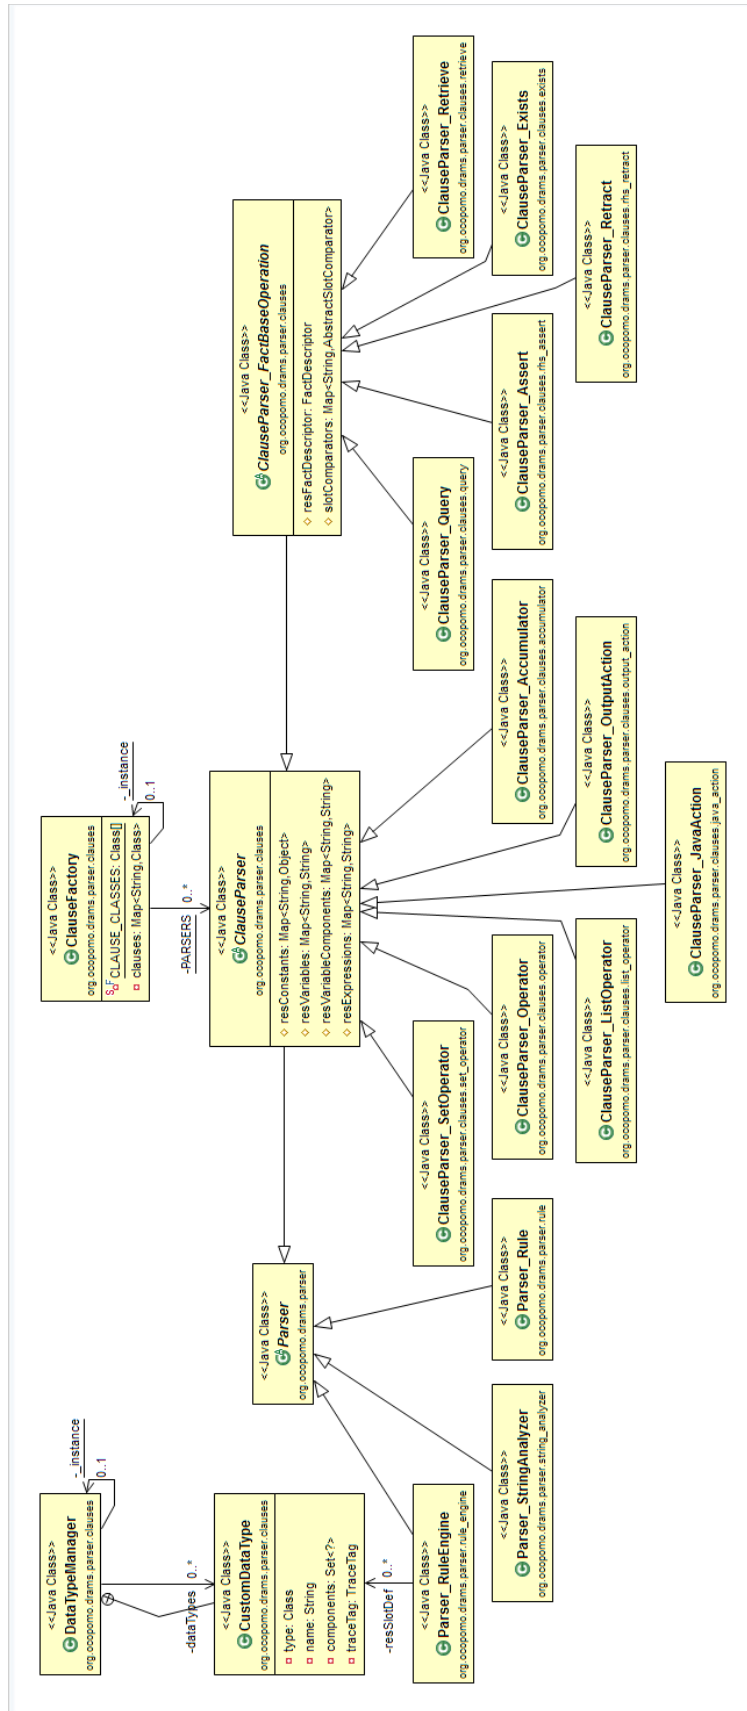 <<Java Class>>
DataTypeManager
org.ocopomo.drams.parser.clauses
-_instance
0..1
<<Java Class>>
ClauseFactory
org.ocopomo.drams.parser.clauses
CLAUSE_CLASSES: Class[]
clauses: Map<String,Class>
-_instance
0..1
-dataTypes
0..*
-PARSERS
0..*
<<Java Class>>
CustomDataType
org.ocopomo.drams.parser.clauses
type: Class
name: String
components: Set<?>
traceTag: TraceTag
<<Java Class>>
Parser
org.ocopomo.drams.parser
<<Java Class>>
ClauseParser
org.ocopomo.drams.parser.clauses
resConstants: Map<String,Object>
resVariables: Map<String,String>
resVariableComponents: Map<String,String>
resExpressions: Map<String,String>
<<Java Class>>
ClauseParser_FactBaseOperation
org.ocopomo.drams.parser.clauses
resFactDescriptor: FactDescriptor
slotComparators: Map<String,AbstractSlotComparator>
-resSlotDef
0..*
<<Java Class>>
Parser_RuleEngine
org.ocopomo.drams.parser.rule_engine
<<Java Class>>
ClauseParser_SetOperator
org.ocopomo.drams.parser.clauses.set_operator
<<Java Class>>
ClauseParser_Query
org.ocopomo.drams.parser.clauses.query
<<Java Class>>
ClauseParser_Retrieve
org.ocopomo.drams.parser.clauses.retrieve
<<Java Class>>
Parser_StringAnalyzer
org.ocopomo.drams.parser.string_analyzer
<<Java Class>>
Parser_Rule
org.ocopomo.drams.parser.rule
<<Java Class>>
ClauseParser_Operator
org.ocopomo.drams.parser.clauses.operator
<<Java Class>>
ClauseParser_Accumulator
org.ocopomo.drams.parser.clauses.accumulator
<<Java Class>>
ClauseParser_Assert
org.ocopomo.drams.parser.clauses.rhs_assert
<<Java Class>>
ClauseParser_Exists
org.ocopomo.drams.parser.clauses.exists
<<Java Class>>
ClauseParser_ListOperator
org.ocopomo.drams.parser.clauses.list_operator
<<Java Class>>
ClauseParser_OutputAction
org.ocopomo.drams.parser.clauses.output_action
<<Java Class>>
ClauseParser_Retract
org.ocopomo.drams.parser.clauses.rhs_retract
<<Java Class>>
ClauseParser_JavaAction
org.ocopomo.drams.parser.clauses.java_action